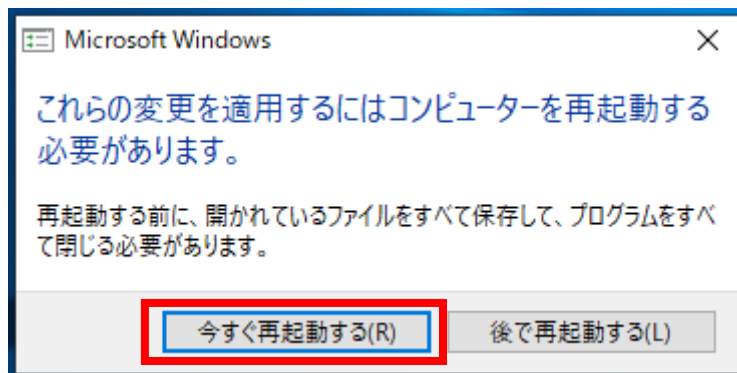 Microsoft Windows
これらの変更を適用するにはコンピューターを再起動する
必要があります。
再起動する前に、開かれているファイルをすべて保存して、プログラムをすべ
て閉じる必要があります。
今すぐ再起動する(R)
後で再起動する(L)